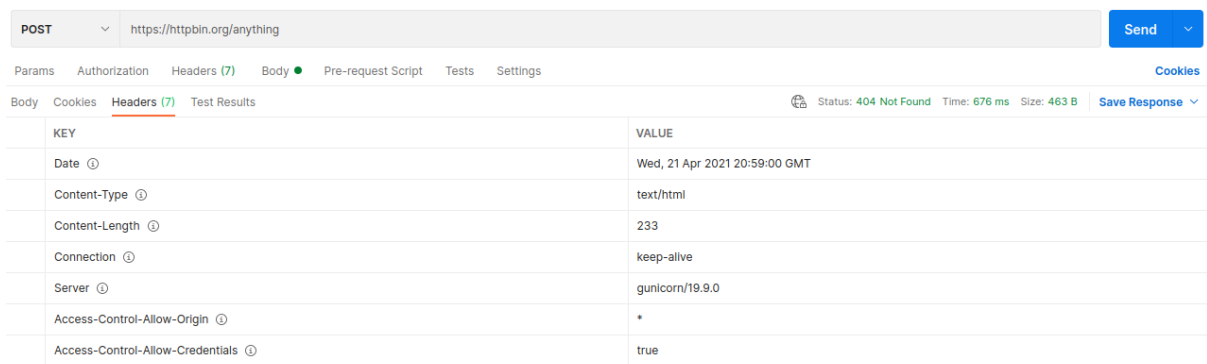 POST https://httpbin.org/anything Send
Params Authorization Headers (7) Body Pre-request Script Tests Settings Cookies
Body Cookies Headers (7) Test Results Status: 404 Not Found Time: 676 ms Size: 463 B Save Response
KEY VALUE
Date Wed, 21 Apr 2021 20:59:00 GMT
Content-Type text/html
Content-Length 233
Connection keep-alive
Server gunicorn/19.9.0
Access-Control-Allow-Origin *
Access-Control-Allow-Credentials true